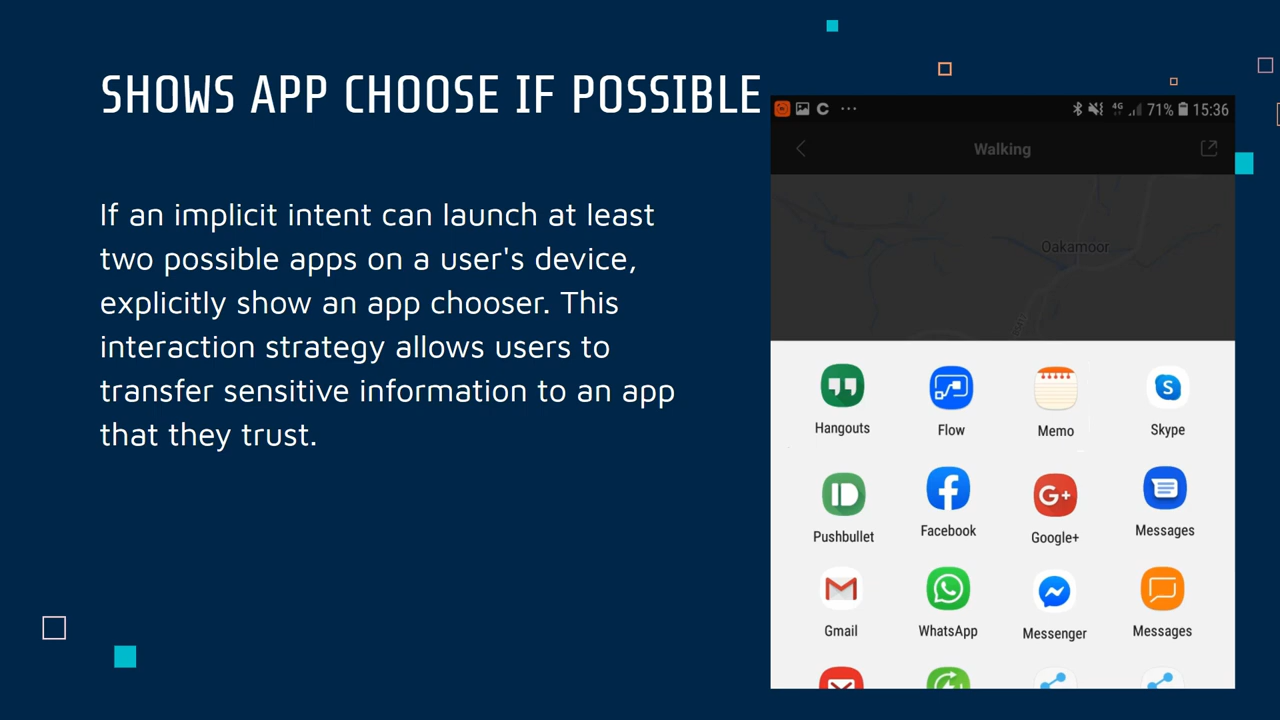 SHOWS APP CHOOSE IF POSSIBLE
If an implicit intent can launch at least
two possible apps on a user's device,
explicitly show an app chooser. This
interaction strategy allows users to
transfer sensitive information to an app
that they trust.
4G 71% 15:36
Walking
Oakamoor
Hangouts Flow Memo Skype
Pushbullet Facebook Google+ Messages
Gmail WhatsApp Messenger Messages